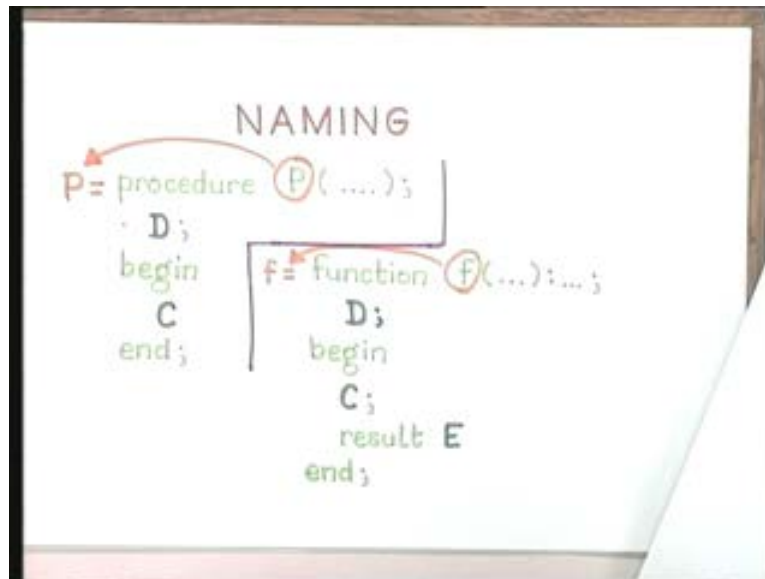 NAMING
P= procedure P(....);
D;
begin
C
end;
f= function f(...):...;
D;
begin
C;
result E
end;